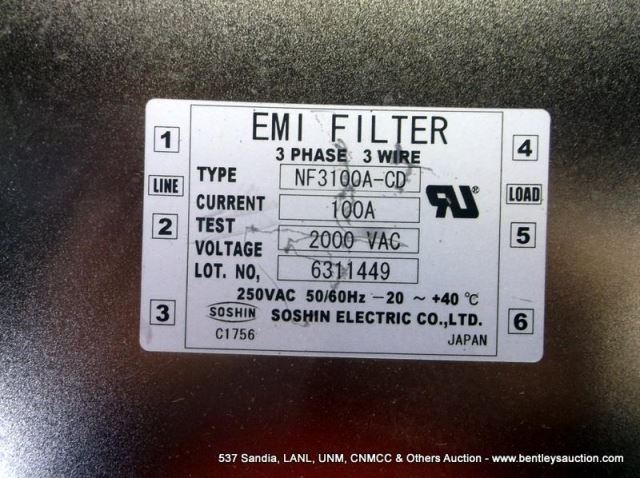 EMI FILTER
3 PHASE 3 WIRE
1
4
TYPE NF3100A-CD
LINE
LOAD
CURRENT 100A
2
5
TEST VOLTAGE 2000 VAC
LOT. NO, 6311449
250VAC 50/60Hz -20 ~ +40 ℃
3
6
SOSHIN SOSHIN ELECTRIC CO.,LTD.
C1756
JAPAN
RU®
537 Sandia, LANL, UNM, CNMCC & Others Auction - www.bentleysauction.com